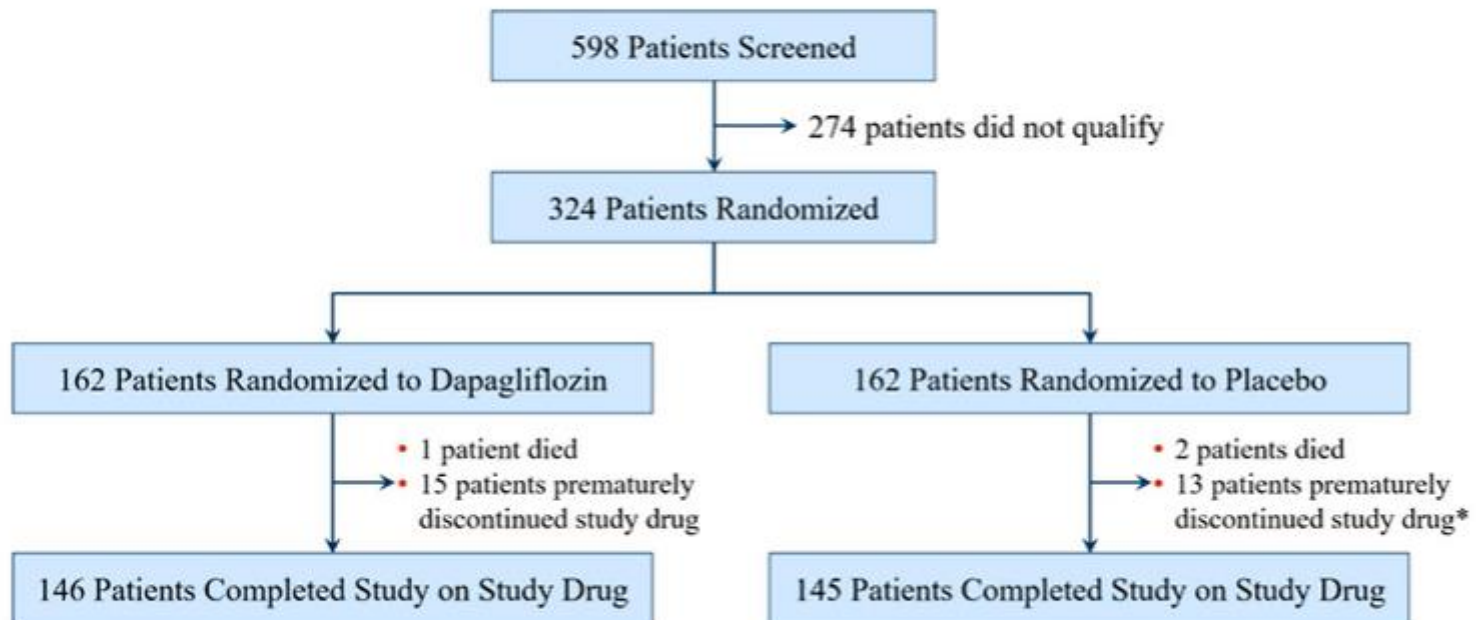 598 Patients Screened
274 patients did not qualify
324 Patients Randomized
162 Patients Randomized to Dapagliflozin
• 1 patient died
• 15 patients prematurely
discontinued study drug
146 Patients Completed Study on Study Drug
162 Patients Randomized to Placebo
• 2 patients died
• 13 patients prematurely
discontinued study drug*
145 Patients Completed Study on Study Drug